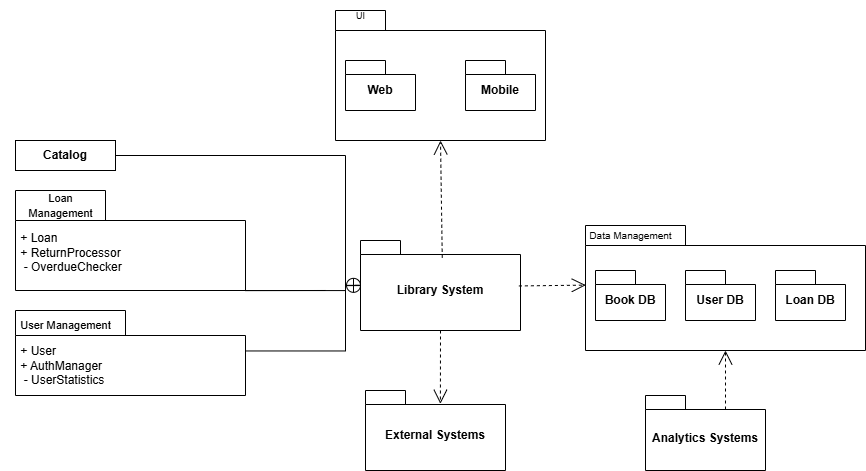 UI
Web
Mobile
Catalog
Loan
Management
+ Loan
+ ReturnProcessor
- OverdueChecker
User Management
+ User
+ AuthManager
- UserStatistics
Library System
Data Management
Book DB
User DB
Loan DB
External Systems
Analytics Systems